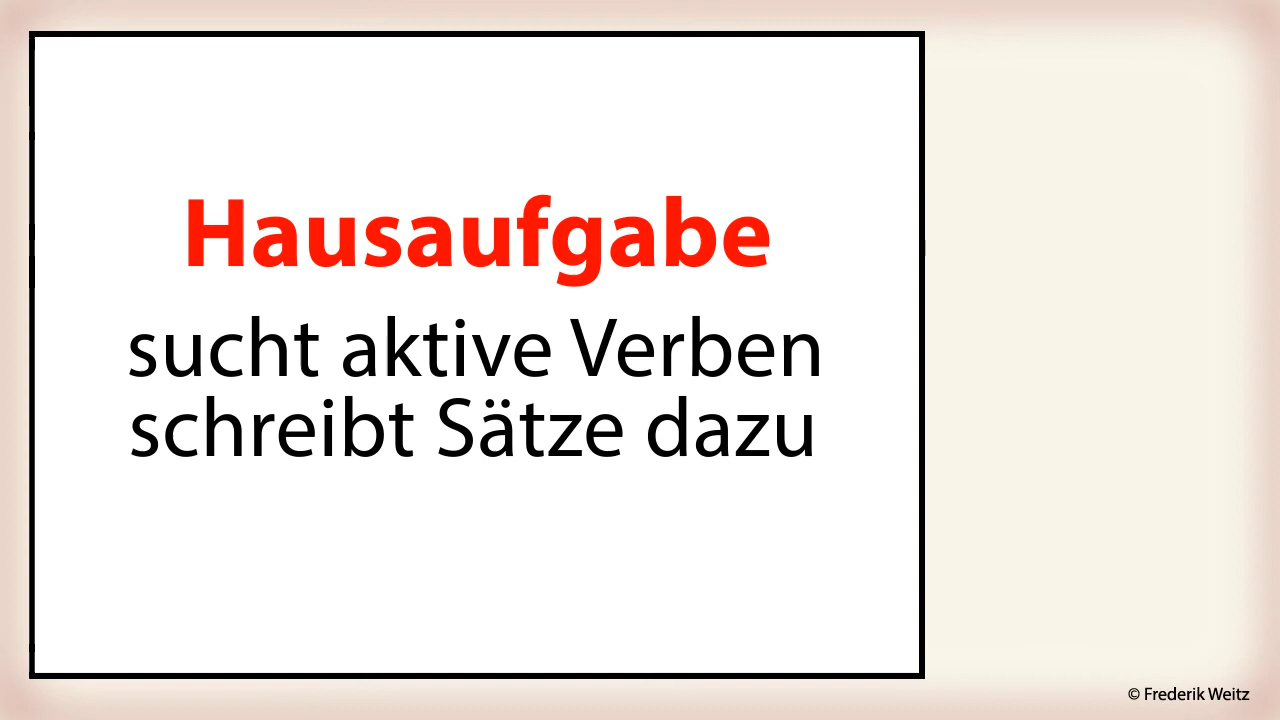 Hausaufgabe
sucht aktive Verben
schreibt Sätze dazu
© Frederik Weitz